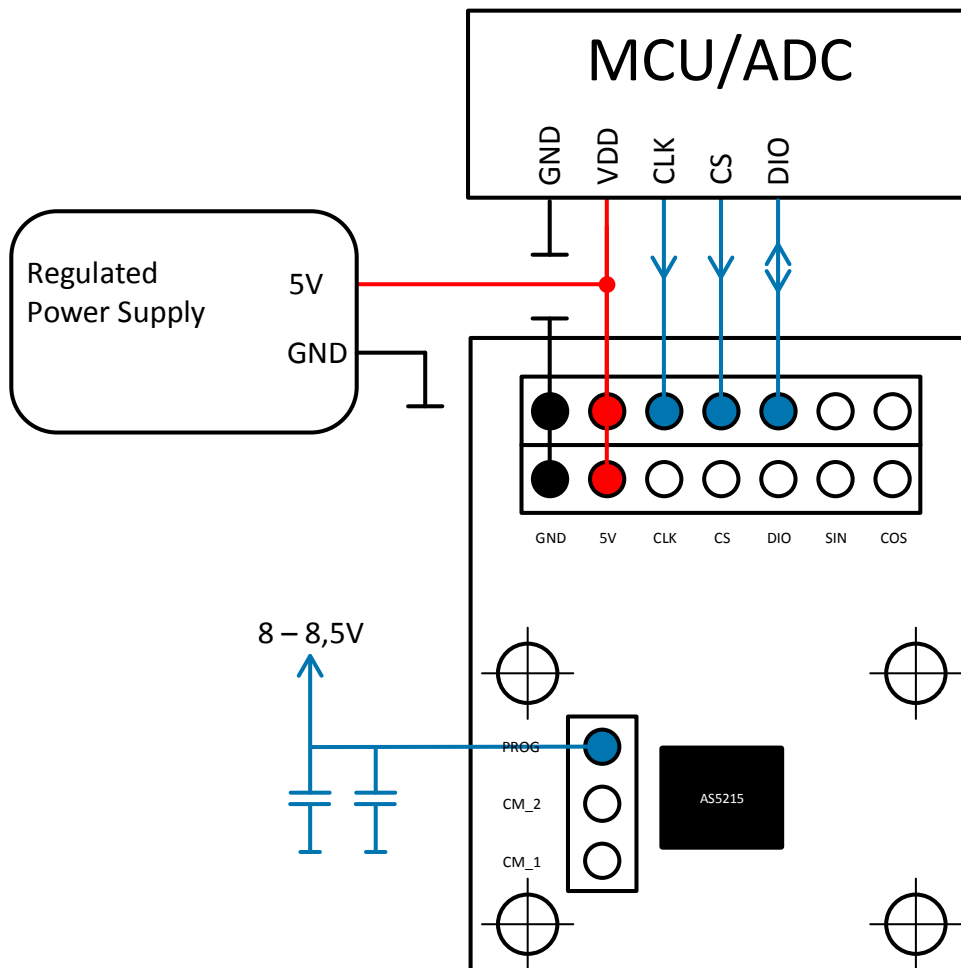 MCU/ADC
GND
VDD
CLK
CS
DIO
Regulated
Power Supply
5V
GND
GND 5V CLK CS DIO SIN COS
8 – 8,5V
PROG
CM_2
CM_1
AS5215